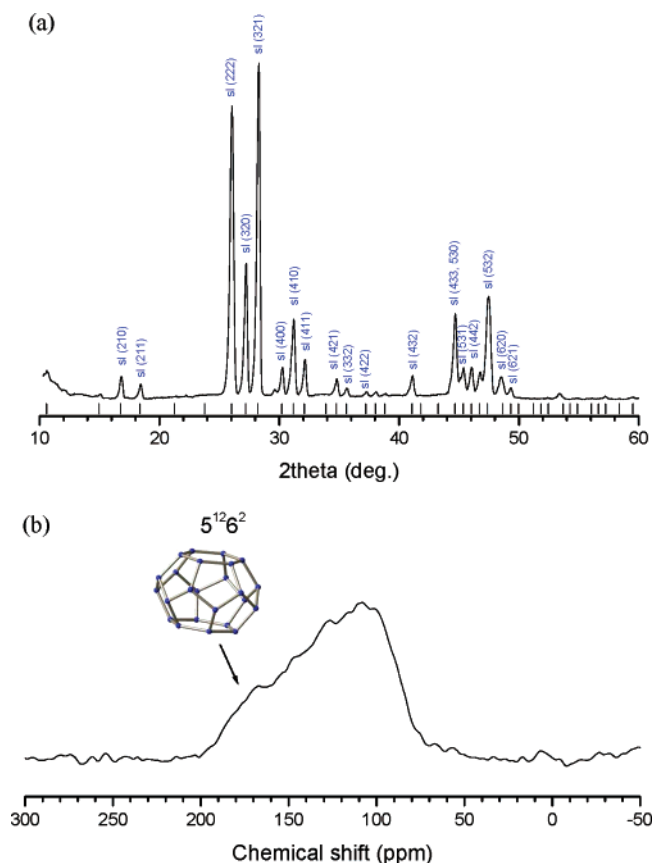 (a)
sI (210)
sI (211)
sI (222)
sI (320)
sI (321)
sI (400)
sI (410)
sI (411)
sI (421)
sI (332)
sI (422)
sI (432)
sI (433, 530)
sI (531)
sI (442)
sI (532)
sI (620)
sI (621)
10 20 30 40 50 60
2theta (deg.)
(b)
5¹²6²
300 250 200 150 100 50 0 -50
Chemical shift (ppm)